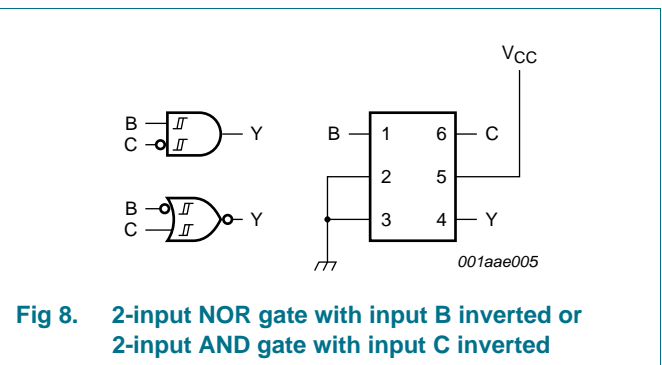 VCC
B
C
Y
B
C
Y
B 1 6 C
2 5
3 4 Y
001aae005
Fig 8. 2-input NOR gate with input B inverted or
2-input AND gate with input C inverted